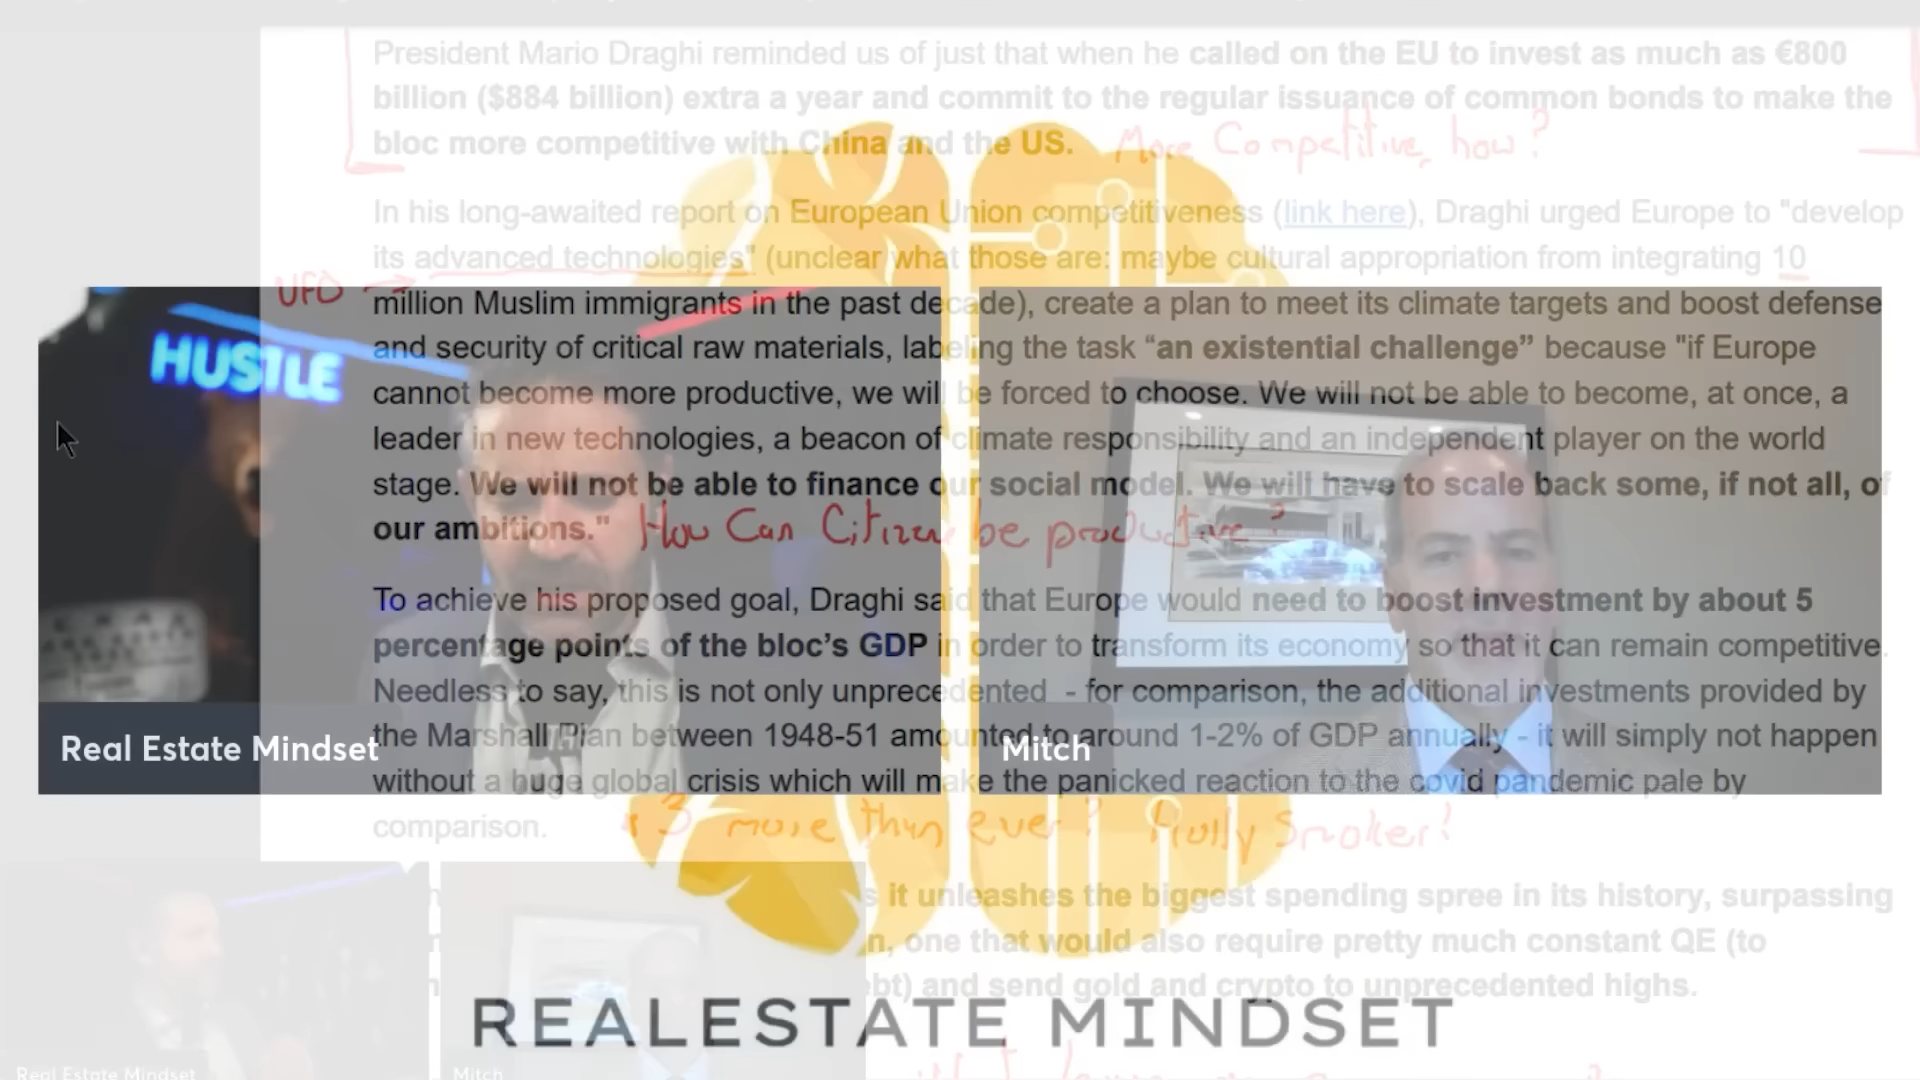 President Mario Draghi reminded us of just that when he called on the EU to invest as much as €800
billion ($884 billion) extra a year and commit to the regular issuance of common bonds to make the
bloc more competitive with China and the US. More Competitive, how?
In his long-awaited report on European Union competitiveness (link here), Draghi urged Europe to "develop
its advanced technologies" (unclear what those are: maybe cultural appropriation from integrating 10
UFO
million Muslim immigrants in the past decade), create a plan to meet its climate targets and boost defense
HUSTLE
and security of critical raw materials, labeling the task “an existential challenge” because "if Europe
cannot become more productive, we will be forced to choose. We will not be able to become, at once, a
leader in new technologies, a beacon of climate responsibility and an independent player on the world
stage. We will not be able to finance our social model. We will have to scale back some, if not all, of
our ambitions." How Can Citizens be productive?
To achieve his proposed goal, Draghi said that Europe would need to boost investment by about 5
percentage points of the bloc’s GDP in order to transform its economy so that it can remain competitive.
Needless to say, this is not only unprecedented - for comparison, the additional investments provided by
the Marshall Plan between 1948-51 amounted to around 1-2% of GDP annually - it will simply not happen
Real Estate Mindset
Mitch
without a huge global crisis which will make the panicked reaction to the covid pandemic pale by
comparison. more than ever? Holly Smoker!
it unleashes the biggest spending spree in its history, surpassing
one that would also require pretty much constant QE (to
and send gold and crypto to unprecedented highs.
REALESTATE MINDSET
Real Estate Mindset
Mitch